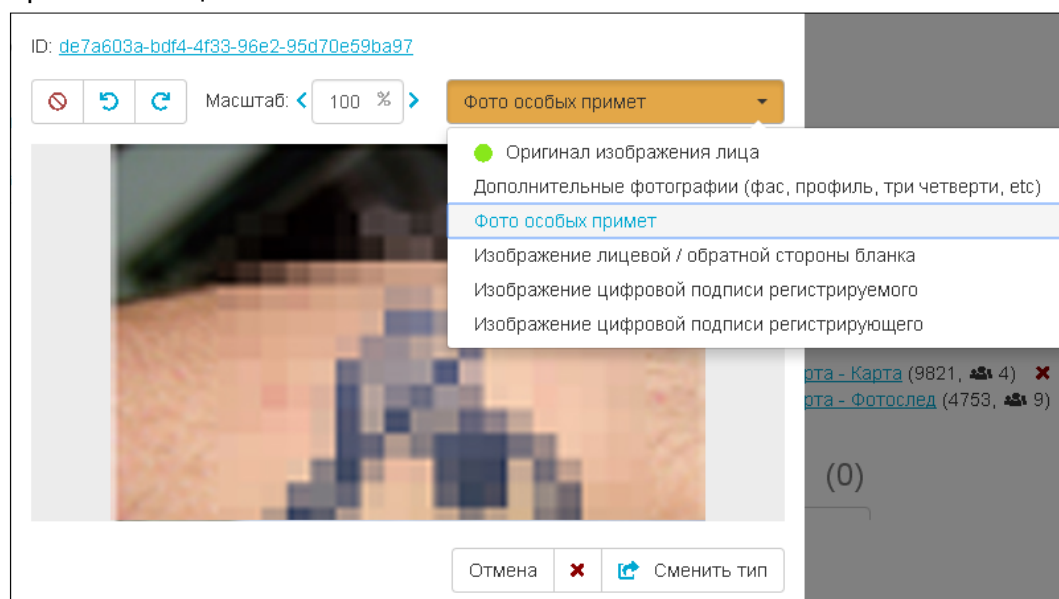 ID: de7a603a-bdf4-4f33-96e2-95d70e59ba97
Масштаб: 100 % Фото особых примет
Оригинал изображения лица
Дополнительные фотографии (фас, профиль, три четверти, etc)
Фото особых примет
Изображение лицевой / обратной стороны бланка
Изображение цифровой подписи регистрируемого
Изображение цифровой подписи регистрирующего
рта - Карта (9821, 4)
рта - Фотослед (4753, 9)
(0)
Отмена Сменить тип